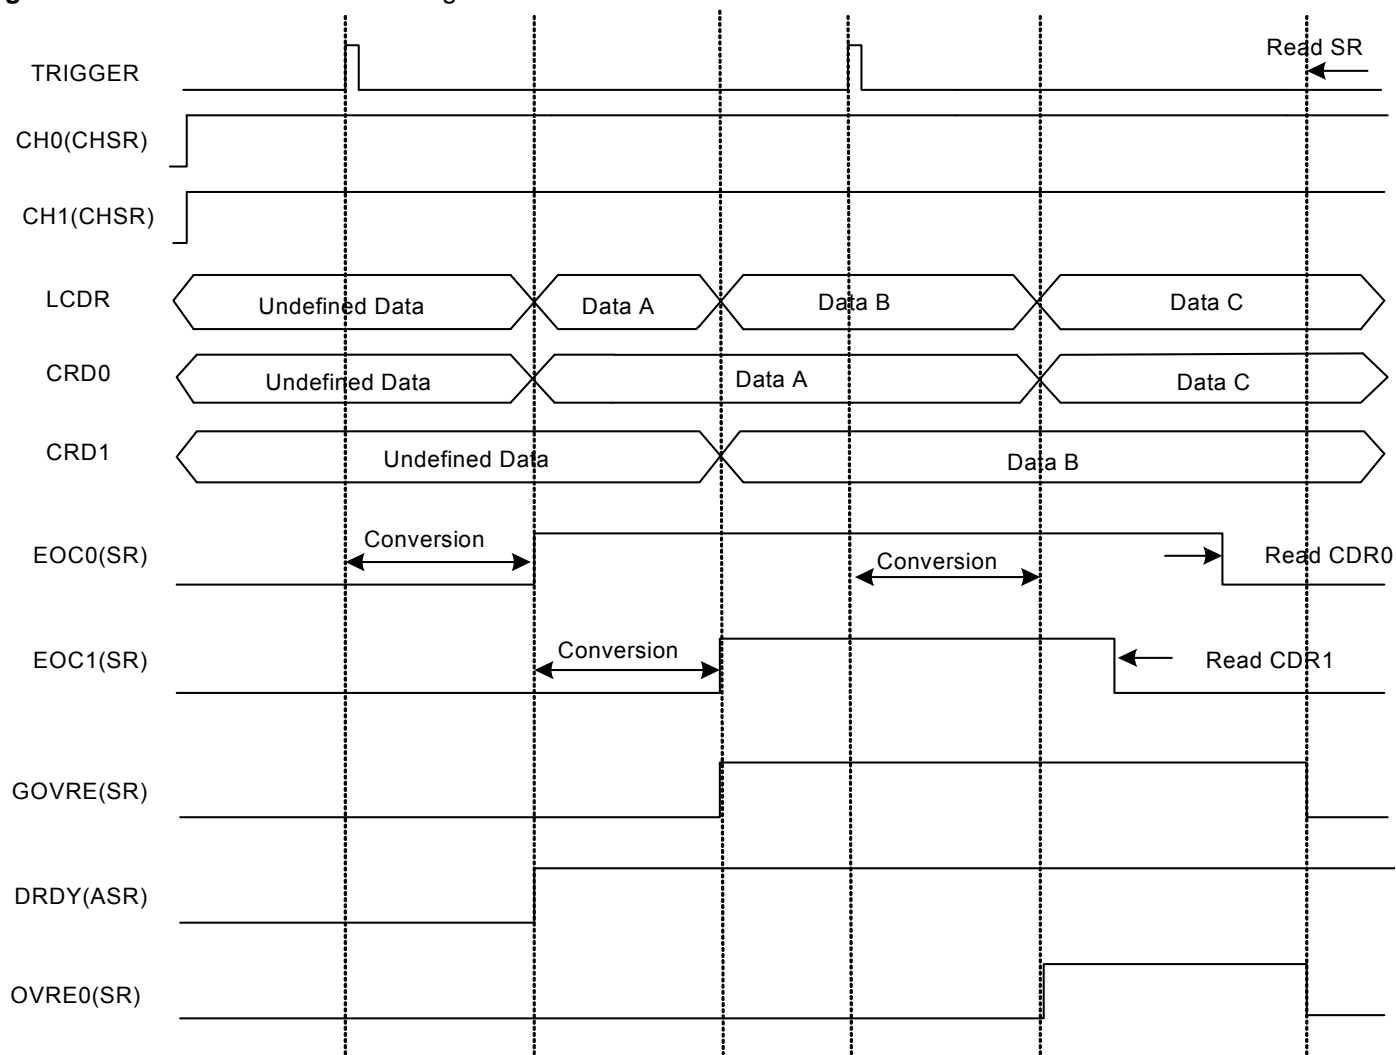 TRIGGER
Read SR
CH0(CHSR)
CH1(CHSR)
LCDR
Undefined Data
Data A
Data B
Data C
CRD0
Undefined Data
Data A
Data C
CRD1
Undefined Data
Data B
EOC0(SR)
Conversion
Conversion
Read CDR0
EOC1(SR)
Conversion
Read CDR1
GOVRE(SR)
DRDY(ASR)
OVRE0(SR)